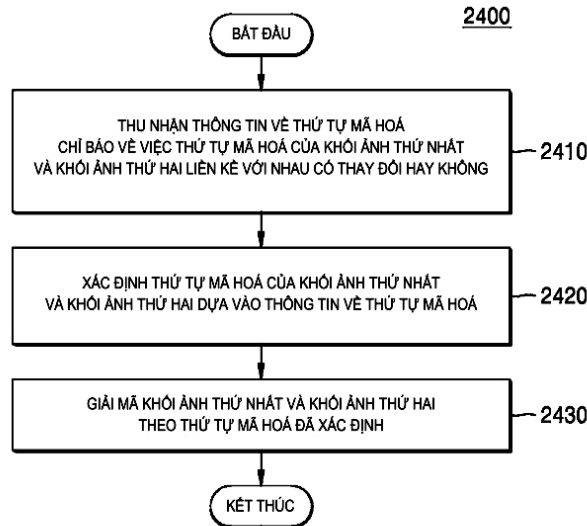 2400
BẮT ĐẦU
THU NHẬN THÔNG TIN VỀ THỨ TỰ MÃ HOÁ
CHỈ BÁO VỀ VIỆC THỨ TỰ MÃ HOÁ CỦA KHỐI ẢNH THỨ NHẤT
VÀ KHỐI ẢNH THỨ HAI LIỀN KỀ VỚI NHAU CÓ THAY ĐỔI HAY KHÔNG
2410
XÁC ĐỊNH THỨ TỰ MÃ HOÁ CỦA KHỐI ẢNH THỨ NHẤT
VÀ KHỐI ẢNH THỨ HAI DỰA VÀO THÔNG TIN VỀ THỨ TỰ MÃ HOÁ
2420
GIẢI MÃ KHỐI ẢNH THỨ NHẤT VÀ KHỐI ẢNH THỨ HAI
THEO THỨ TỰ MÃ HOÁ ĐÃ XÁC ĐỊNH
2430
KẾT THÚC